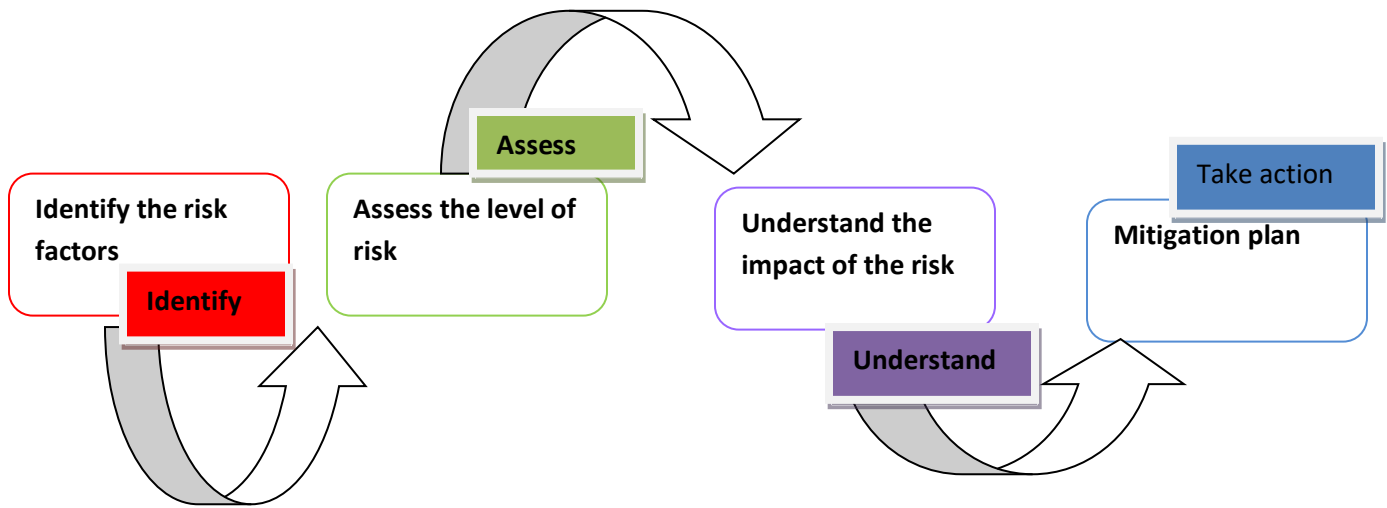 Identify the risk
factors
Identify
Assess
Assess the level of
risk
Understand the
impact of the risk
Understand
Take action
Mitigation plan